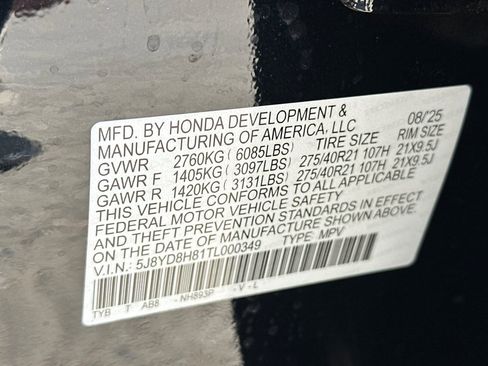 MFD. BY HONDA DEVELOPMENT & 08/'25
MANUFACTURING OF AMERICA, LLC
GVWR 2760KG ( 6085LBS) TIRE SIZE RIM SIZE
GAWR F 1405KG ( 3097LBS) 275/40R21 107H 21X9.5J
GAWR R 1420KG ( 3131LBS) 275/40R21 107H 21X9.5J
THIS VEHICLE CONFORMS TO ALL APPLICABLE
FEDERAL MOTOR VEHICLE SAFETY
AND THEFT PREVENTION STANDARDS IN EFFECT
ON THE DATE OF MANUFACTURE SHOWN ABOVE.
V.I.N.: 5J8YD8H81TL000349 TYPE: MPV
TYB T AB8 - NH893P - V - L